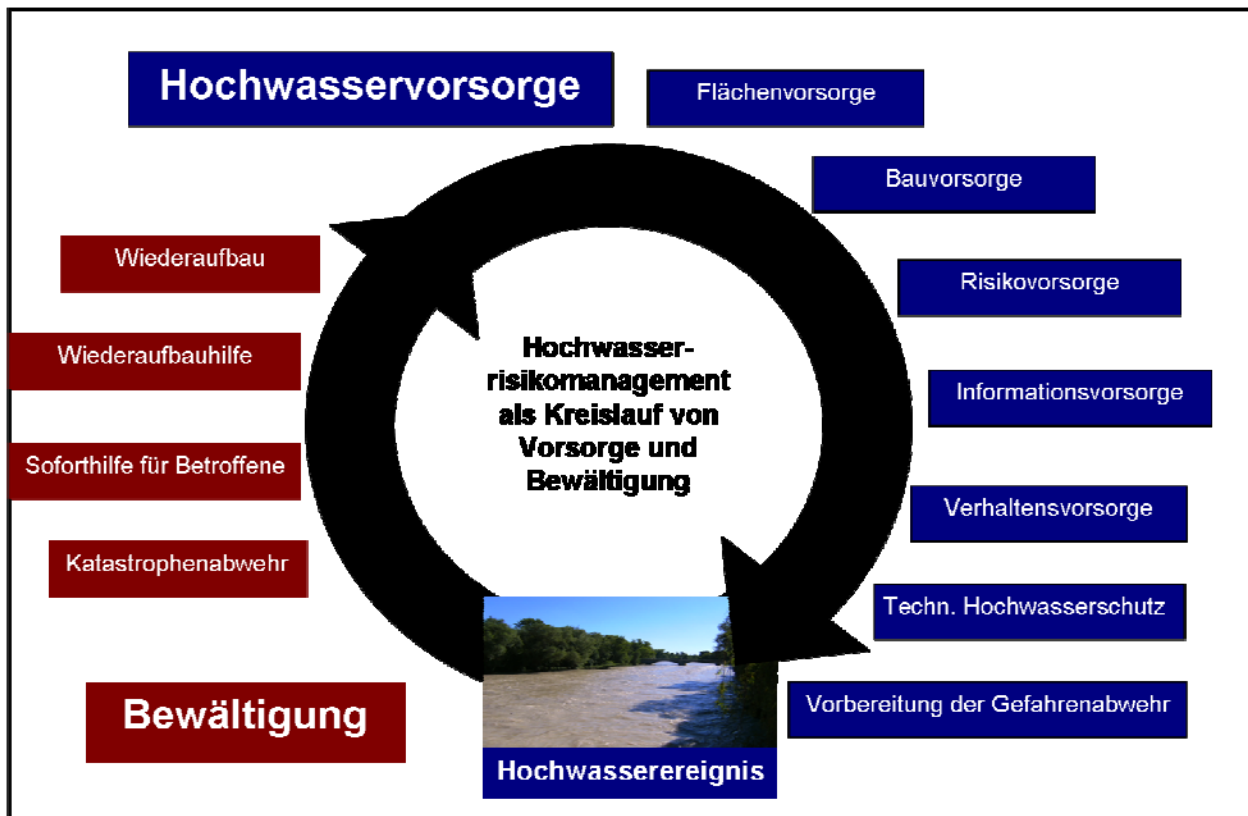 Hochwasservorsorge
Flächenvorsorge
Bauvorsorge
Risikovorsorge
Informationsvorsorge
Verhaltensvorsorge
Techn. Hochwasserschutz
Vorbereitung der Gefahrenabwehr
Hochwasserereignis
Bewältigung
Katastrophenabwehr
Soforthilfe für Betroffene
Wiederaufbauhilfe
Wiederaufbau
Hochwasser-
risikomanagement
als Kreislauf von
Vorsorge und
Bewältigung